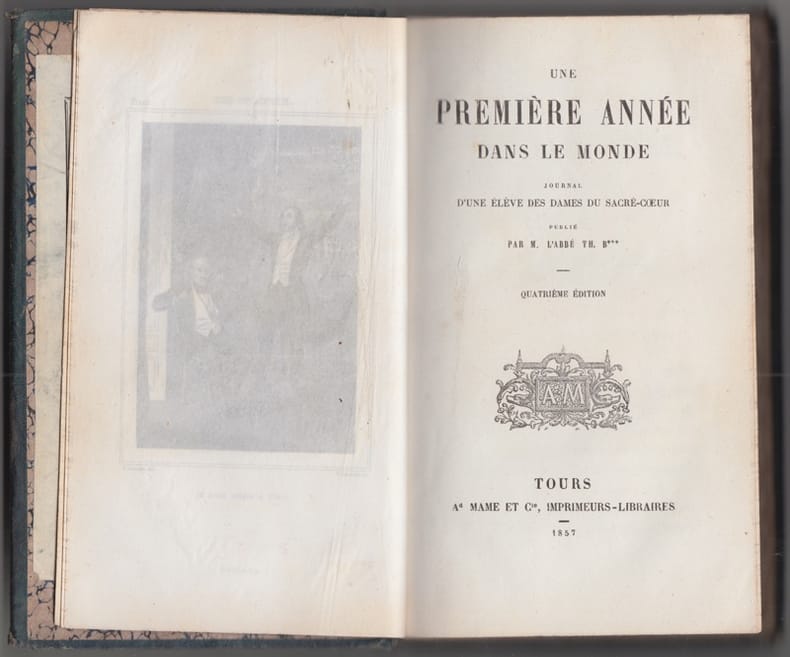 UNE
PREMIÈRE ANNÉE
DANS LE MONDE
JOURNAL
D'UNE ÉLÈVE DES DAMES DU SACRÉ-CŒUR
PUBLIÉ
PAR M. L'ABBÉ TH. B***
QUATRIÈME ÉDITION
AM
TOURS
Ad MAME ET Cie, IMPRIMEURS-LIBRAIRES
1857